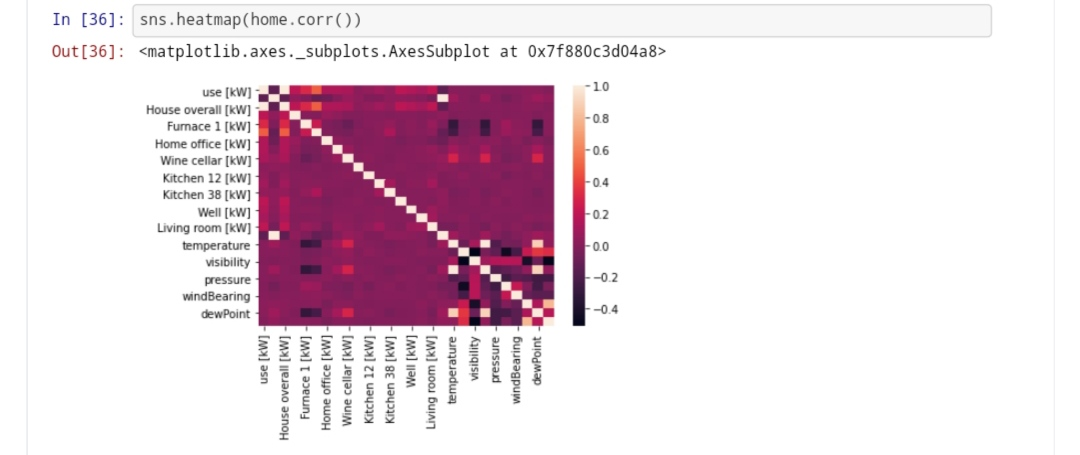 In [36]: sns.heatmap(home.corr())
Out[36]: <matplotlib.axes._subplots.AxesSubplot at 0x7f880c3d04a8>
use [kW]
House overall [kW]
Furnace 1 [kW]
Home office [kW]
Wine cellar [kW]
Kitchen 12 [kW]
Kitchen 38 [kW]
Well [kW]
Living room [kW]
temperature
visibility
pressure
windBearing
dewPoint
1.0
0.8
0.6
0.4
0.2
0.0
−0.2
−0.4
use [kW]
House overall [kW]
Furnace 1 [kW]
Home office [kW]
Wine cellar [kW]
Kitchen 12 [kW]
Kitchen 38 [kW]
Well [kW]
Living room [kW]
temperature
visibility
pressure
windBearing
dewPoint